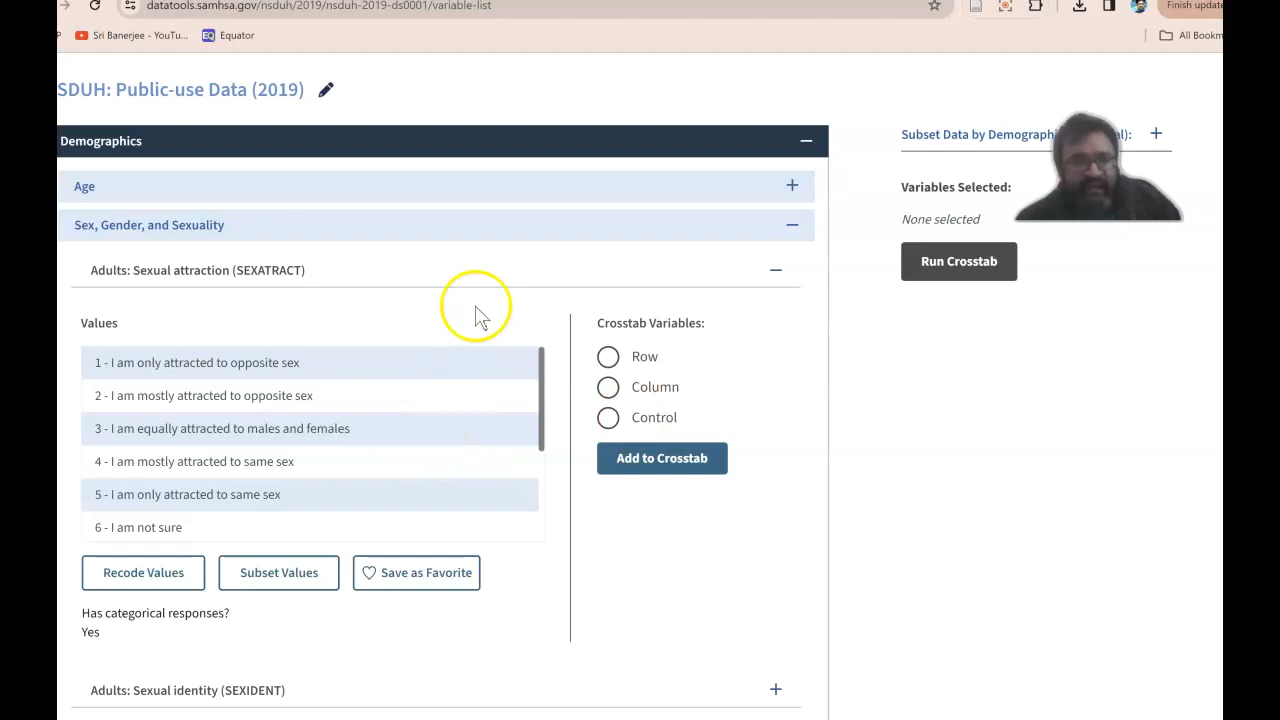 datatools.samhsa.gov/nsduh/2019/nsduh-2019-ds0001/variable-list
Finish update
Sri Banerjee - YouTu...
EQ Equator
All Bookm
SDUH: Public-use Data (2019)
Demographics
Subset Data by Demographi l):
Age
Variables Selected:
Sex, Gender, and Sexuality
None selected
Adults: Sexual attraction (SEXATRACT)
Run Crosstab
Values
Crosstab Variables:
1 - I am only attracted to opposite sex
Row
2 - I am mostly attracted to opposite sex
Column
3 - I am equally attracted to males and females
Control
4 - I am mostly attracted to same sex
Add to Crosstab
5 - I am only attracted to same sex
6 - I am not sure
Recode Values
Subset Values
Save as Favorite
Has categorical responses?
Yes
Adults: Sexual identity (SEXIDENT)